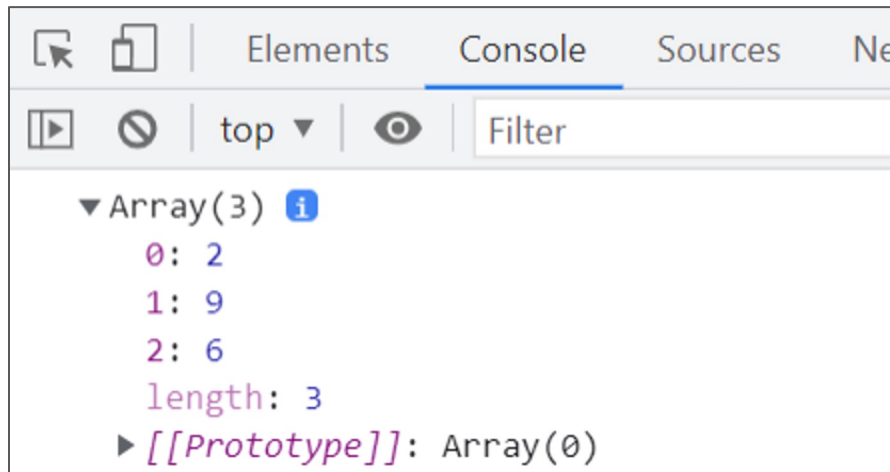 Elements Console Sources Ne
top ▼ Filter
▼ Array(3) i
0: 2
1: 9
2: 6
length: 3
▶ [[Prototype]]: Array(0)